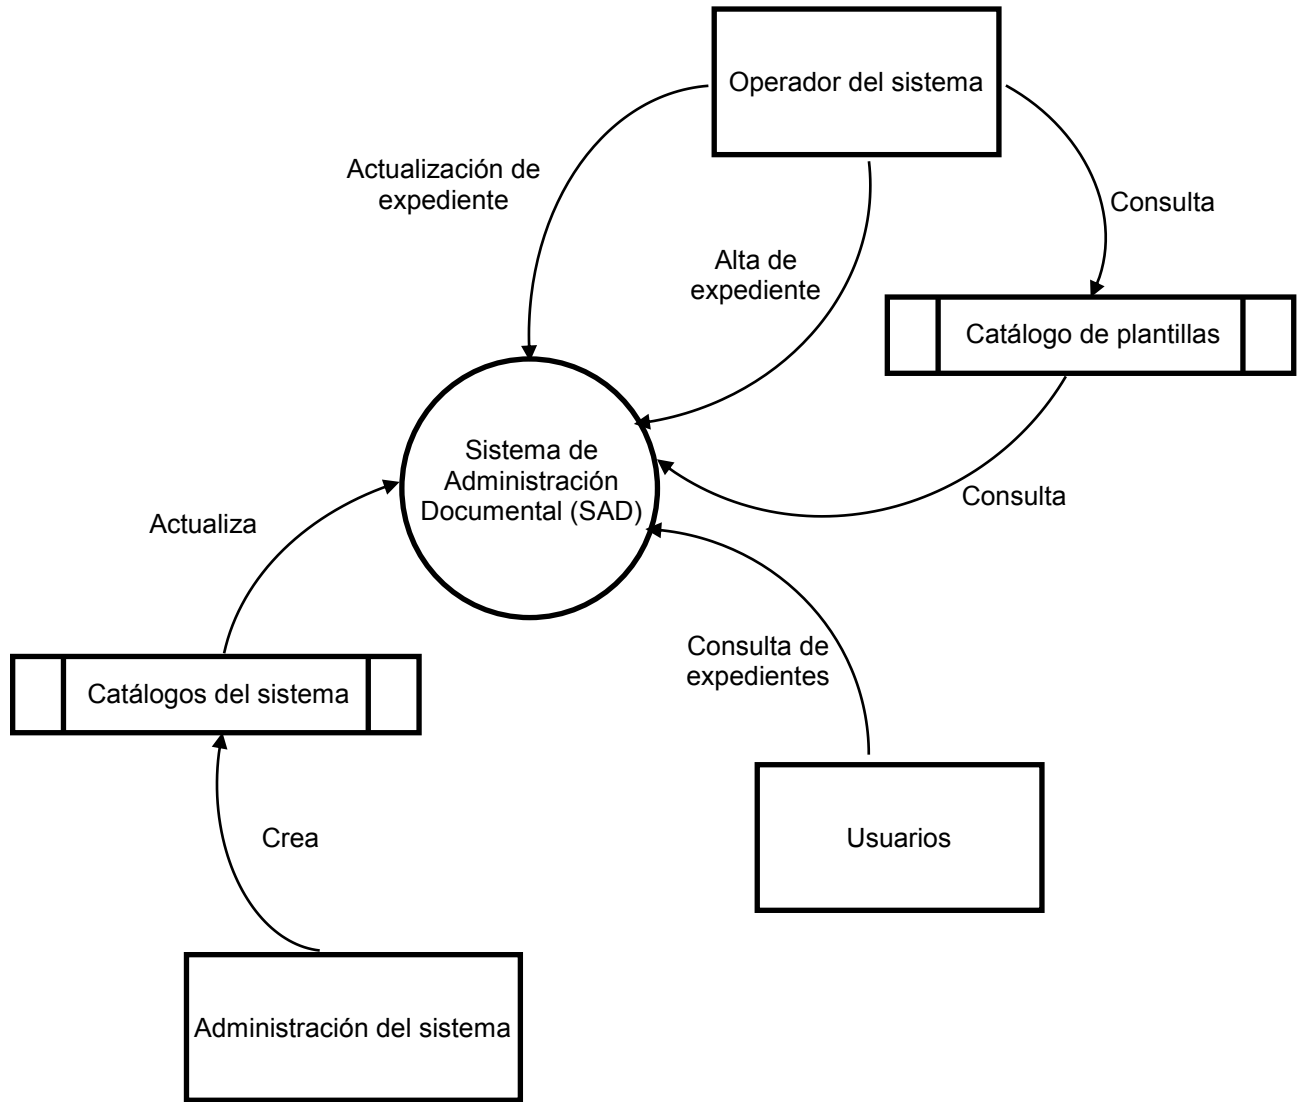 Operador del sistema
Actualización de
expediente
Consulta
Alta de
expediente
Catálogo de plantillas
Sistema de
Administración
Documental (SAD)
Consulta
Actualiza
Consulta de
expedientes
Catálogos del sistema
Crea
Usuarios
Administración del sistema